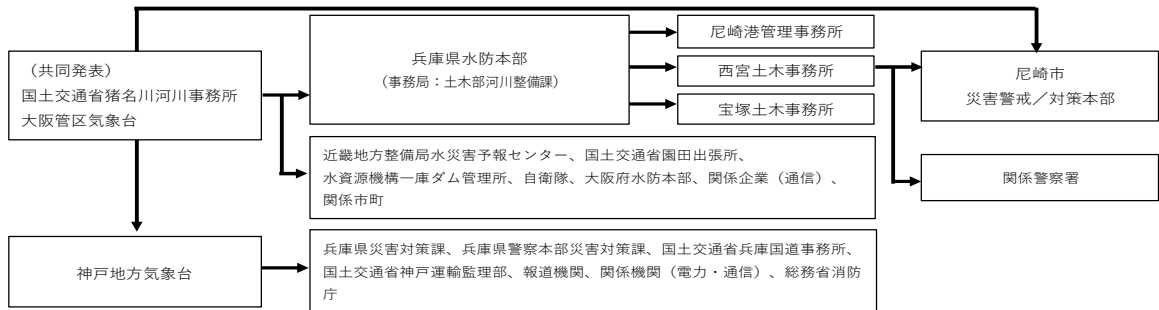 （共同発表）
国土交通省猪名川河川事務所
大阪管区気象台
兵庫県水防本部
（事務局：土木部河川整備課）
尼崎港管理事務所
西宮土木事務所
宝塚土木事務所
尼崎市
災害警戒／対策本部
近畿地方整備局水災害予報センター、国土交通省園田出張所、
水資源機構一庫ダム管理所、自衛隊、大阪府水防本部、関係企業（通信）、
関係市町
関係警察署
神戸地方気象台
兵庫県災害対策課、兵庫県警察本部災害対策課、国土交通省兵庫国道事務所、
国土交通省神戸運輸監理部、報道機関、関係機関（電力・通信）、総務省消防
庁